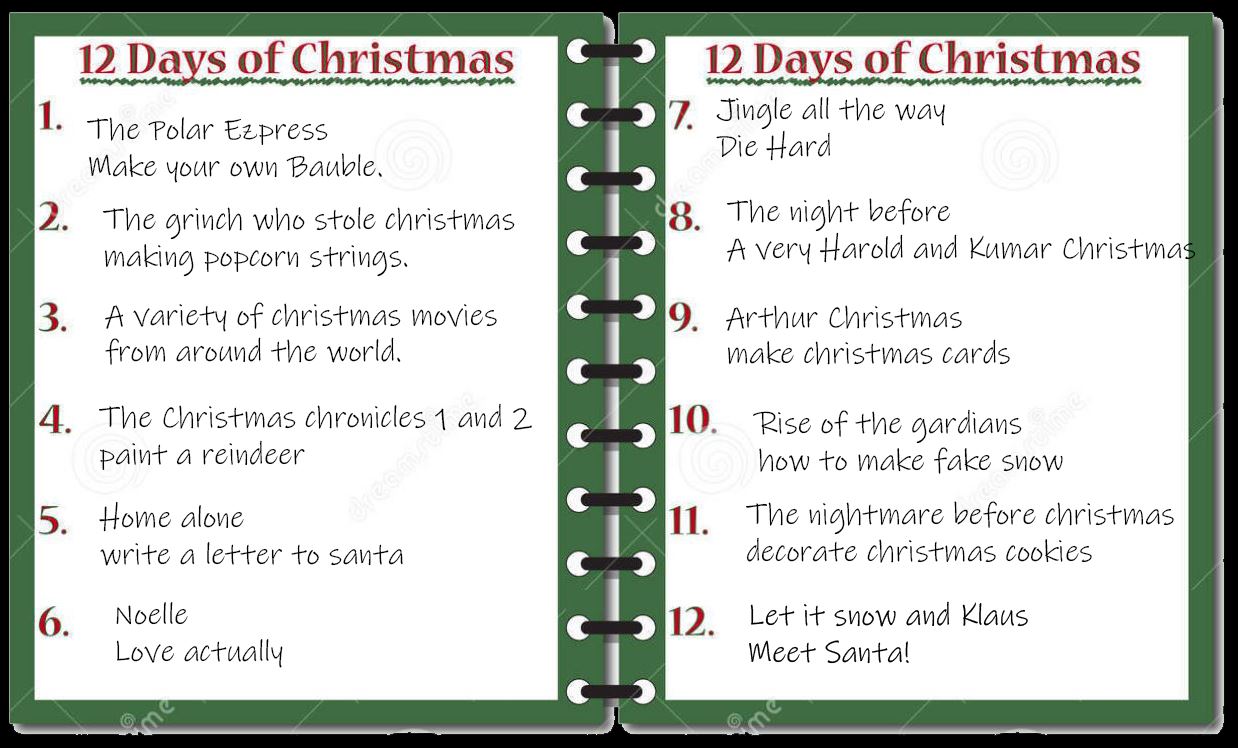 12 Days of Christmas
1. The Polar Ezpress
Make your own Bauble.
2. The grinch who stole christmas
making popcorn strings.
3. A variety of christmas movies
from around the world.
4. The Christmas chronicles 1 and 2
paint a reindeer
5. Home alone
write a letter to santa
6. Noelle
Love actually
12 Days of Christmas
7. Jingle all the way
Die Hard
8. The night before
A very Harold and Kumar Christmas
9. Arthur Christmas
make christmas cards
10. Rise of the gardians
how to make fake snow
11. The nightmare before christmas
decorate christmas cookies
12. Let it snow and Klaus
Meet Santa!
dreamstime